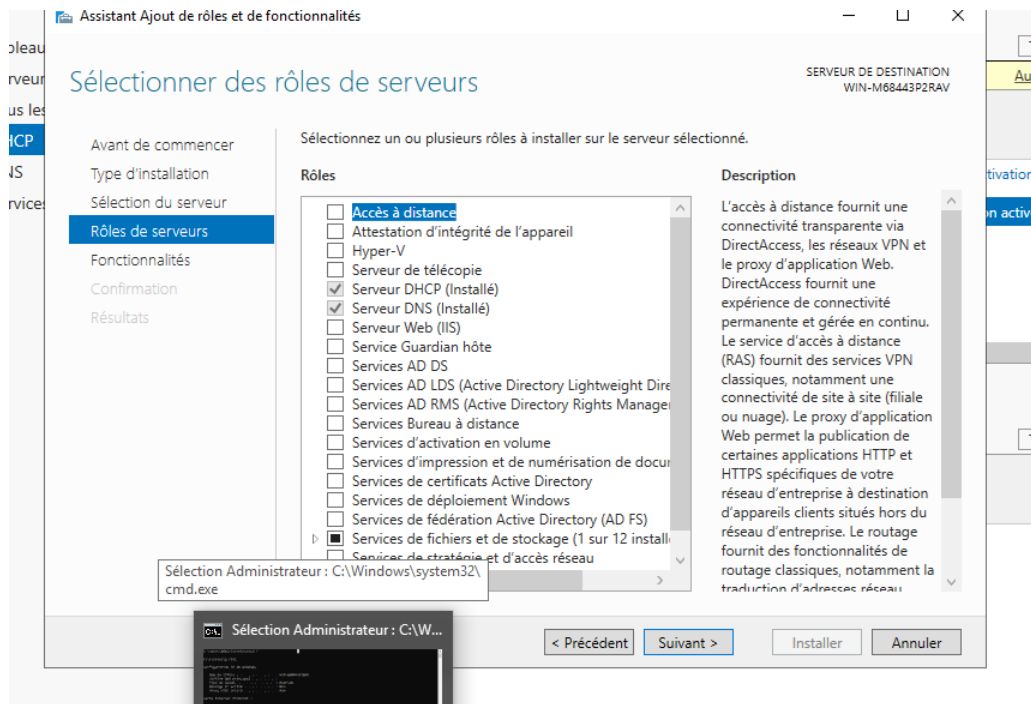 Assistant Ajout de rôles et de fonctionnalités
Sélectionner des rôles de serveurs
SERVEUR DE DESTINATION
WIN-M68443P2RAV
Avant de commencer
Type d'installation
Sélection du serveur
Rôles de serveurs
Fonctionnalités
Confirmation
Résultats
Sélectionnez un ou plusieurs rôles à installer sur le serveur sélectionné.
Rôles
Accès à distance
Attestation d'intégrité de l'appareil
Hyper-V
Serveur de télécopie
Serveur DHCP (Installé)
Serveur DNS (Installé)
Serveur Web (IIS)
Service Guardian hôte
Services AD DS
Services AD LDS (Active Directory Lightweight Dire
Services AD RMS (Active Directory Rights Manage
Services Bureau à distance
Services d'activation en volume
Services d'impression et de numérisation de docu
Services de certificats Active Directory
Services de déploiement Windows
Services de fédération Active Directory (AD FS)
Services de fichiers et de stockage (1 sur 12 install
Services de stratégie et d'accès réseau
Description
L'accès à distance fournit une
connectivité transparente via
DirectAccess, les réseaux VPN et
le proxy d'application Web.
DirectAccess fournit une
expérience de connectivité
permanente et gérée en continu.
Le service d'accès à distance
(RAS) fournit des services VPN
classiques, notamment une
connectivité de site à site (filiale
ou nuage). Le proxy d'application
Web permet la publication de
certaines applications HTTP et
HTTPS spécifiques de votre
réseau d'entreprise à destination
d'appareils clients situés hors du
réseau d'entreprise. Le routage
fournit des fonctionnalités de
routage classiques, notamment la
traduction d'adresses réseau
Sélection Administrateur : C:\Windows\system32\
cmd.exe
Sélection Administrateur : C:\W...
< Précédent
Suivant >
Installer
Annuler